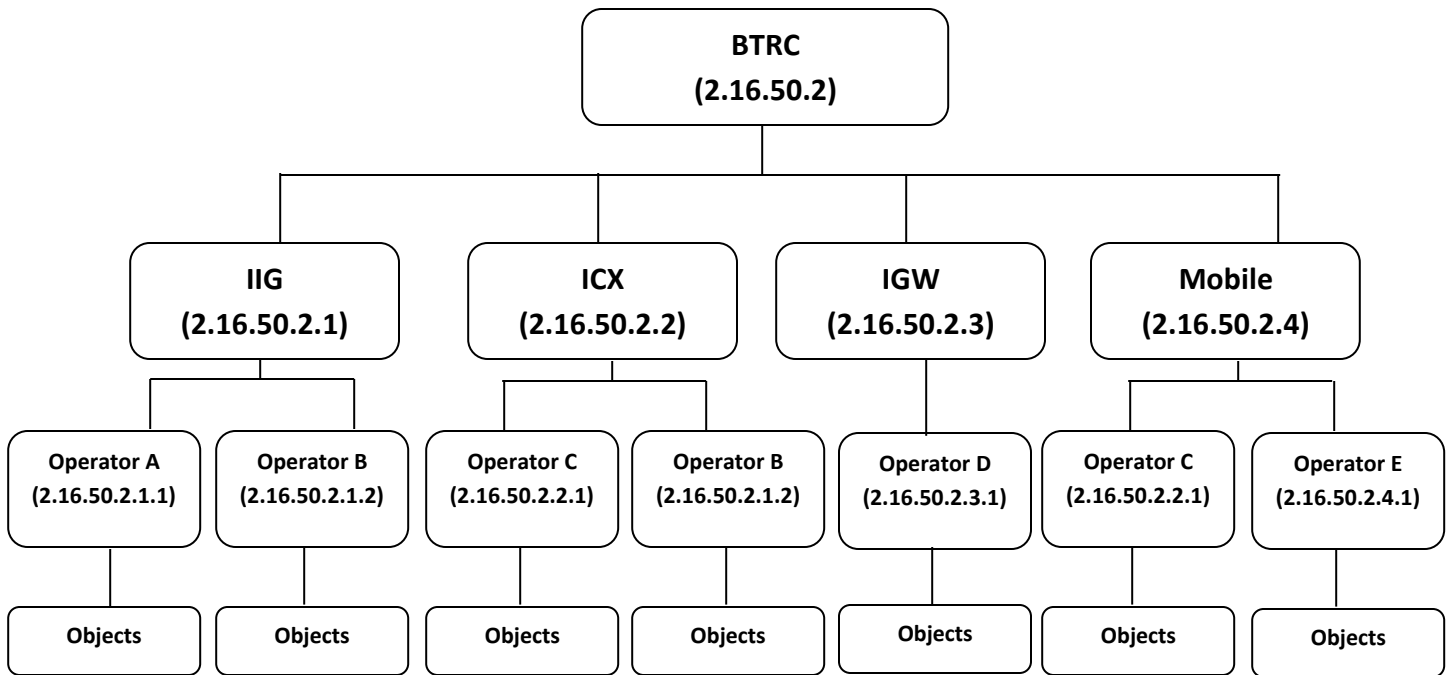 BTRC
(2.16.50.2)
IIG
(2.16.50.2.1)
ICX
(2.16.50.2.2)
IGW
(2.16.50.2.3)
Mobile
(2.16.50.2.4)
Operator A
(2.16.50.2.1.1)
Operator B
(2.16.50.2.1.2)
Operator C
(2.16.50.2.2.1)
Operator B
(2.16.50.2.1.2)
Operator D
(2.16.50.2.3.1)
Operator C
(2.16.50.2.2.1)
Operator E
(2.16.50.2.4.1)
Objects
Objects
Objects
Objects
Objects
Objects
Objects